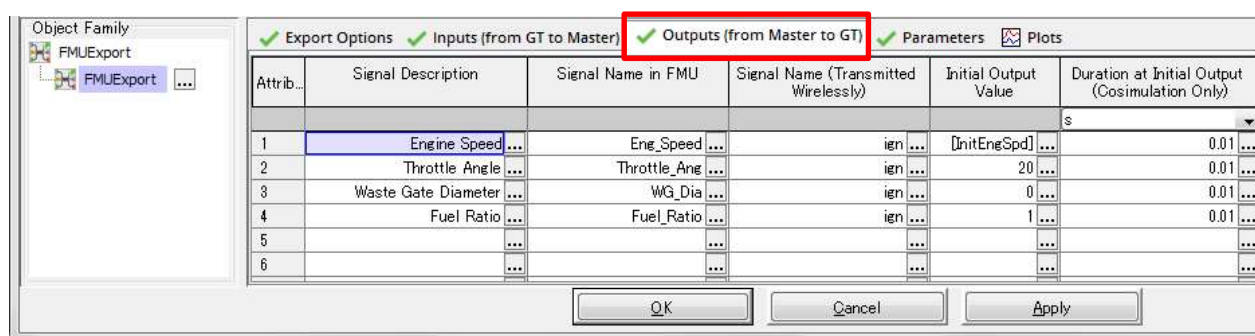 Object Family
FMUExport
FMUExport ...
Export Options Inputs (from GT to Master) Outputs (from Master to GT) Parameters Plots
Attrib... Signal Description Signal Name in FMU Signal Name (Transmitted Wirelessly) Initial Output Value Duration at Initial Output (Cosimulation Only)
s
1 Engine Speed ... Eng_Speed ... ign ... [InitEngSpd] ... 0.01 ...
2 Throttle Angle ... Throttle_Ang ... ign ... 20 ... 0.01 ...
3 Waste Gate Diameter ... WG_Dia ... ign ... 0 ... 0.01 ...
4 Fuel Ratio ... Fuel_Ratio ... ign ... 1 ... 0.01 ...
5 ... ... ... ... ...
6 ... ... ... ... ...
OK Cancel Apply